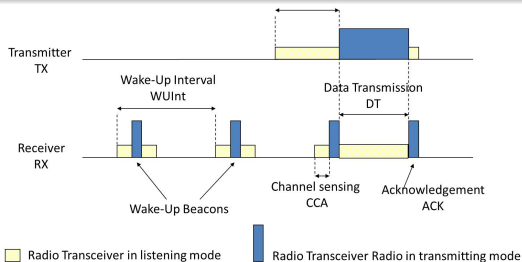 Transmitter
TX
Wake-Up Interval
WUInt
Data Transmission
DT
Receiver
RX
Channel sensing
CCA
Acknowledgement
ACK
Wake-Up Beacons
Radio Transceiver in listening mode
Radio Transceiver Radio in transmitting mode